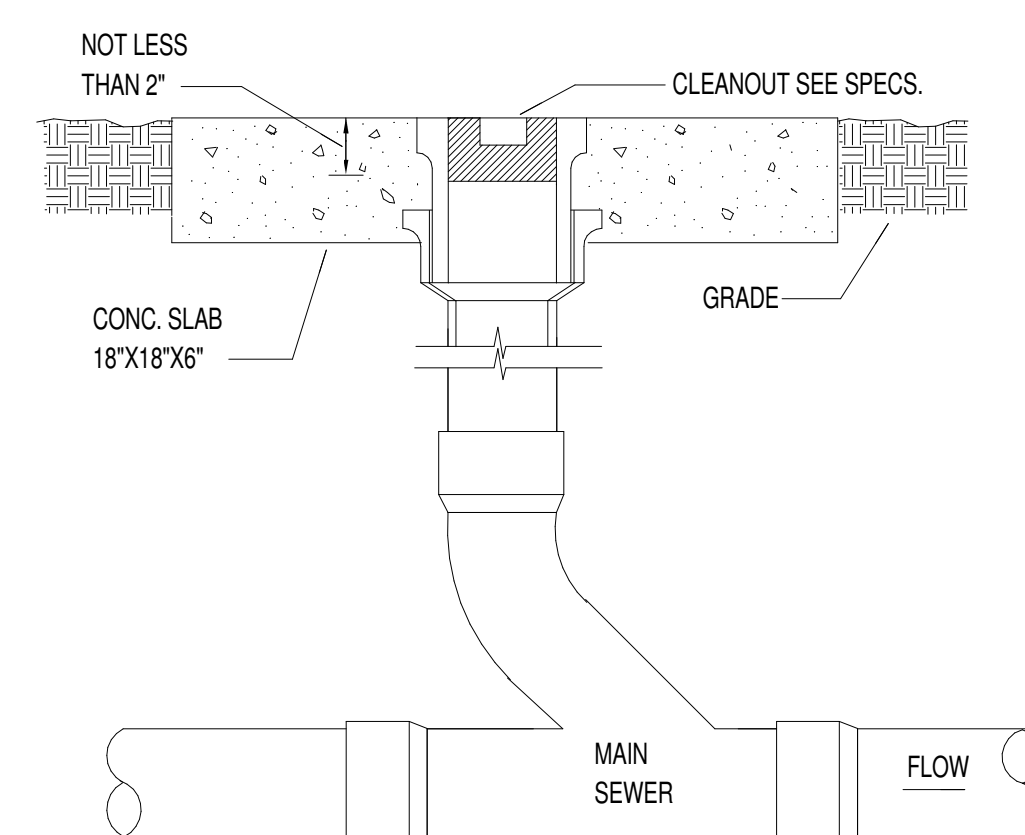 NOT LESS
THAN 2"
CLEANOUT SEE SPECS.
GRADE
CONC. SLAB
18"X18"X6"
MAIN
SEWER
FLOW